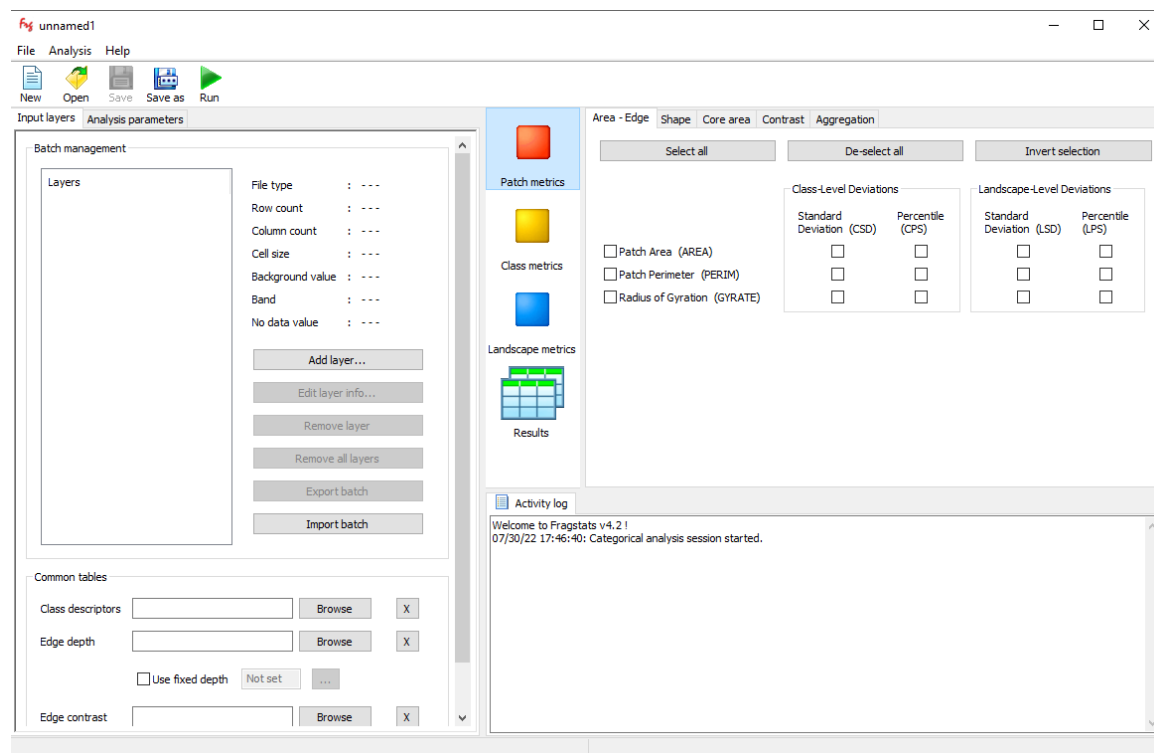 unnamed1
File Analysis Help
New Open Save Save as Run
Input layers Analysis parameters
Batch management
Layers
File type : ---
Row count : ---
Column count : ---
Cell size : ---
Background value : ---
Band : ---
No data value : ---
Add layer...
Edit layer info...
Remove layer
Remove all layers
Export batch
Import batch
Common tables
Class descriptors Browse X
Edge depth Browse X
Use fixed depth Not set ...
Edge contrast Browse X
Patch metrics
Class metrics
Landscape metrics
Results
Area - Edge Shape Core area Contrast Aggregation
Select all De-select all Invert selection
Class-Level Deviations Landscape-Level Deviations
Standard Percentile Standard Percentile
Deviation (CSD) (CPS) Deviation (LSD) (LPS)
Patch Area (AREA)
Patch Perimeter (PERIM)
Radius of Gyration (GYRATE)
Activity log
Welcome to Fragstats v4.2 !
07/30/22 17:46:40: Categorical analysis session started.